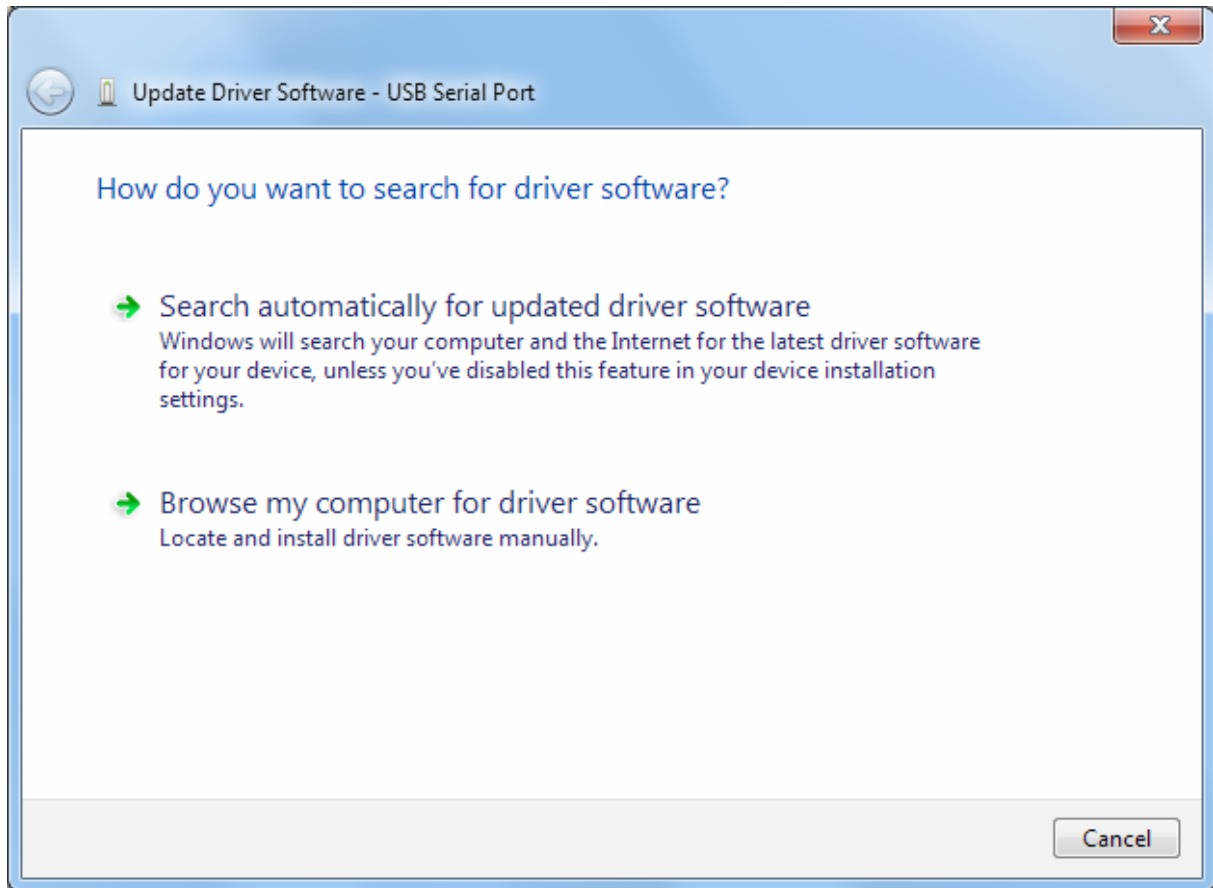 Update Driver Software - USB Serial Port
How do you want to search for driver software?
Search automatically for updated driver software
Windows will search your computer and the Internet for the latest driver software
for your device, unless you've disabled this feature in your device installation
settings.
Browse my computer for driver software
Locate and install driver software manually.
Cancel